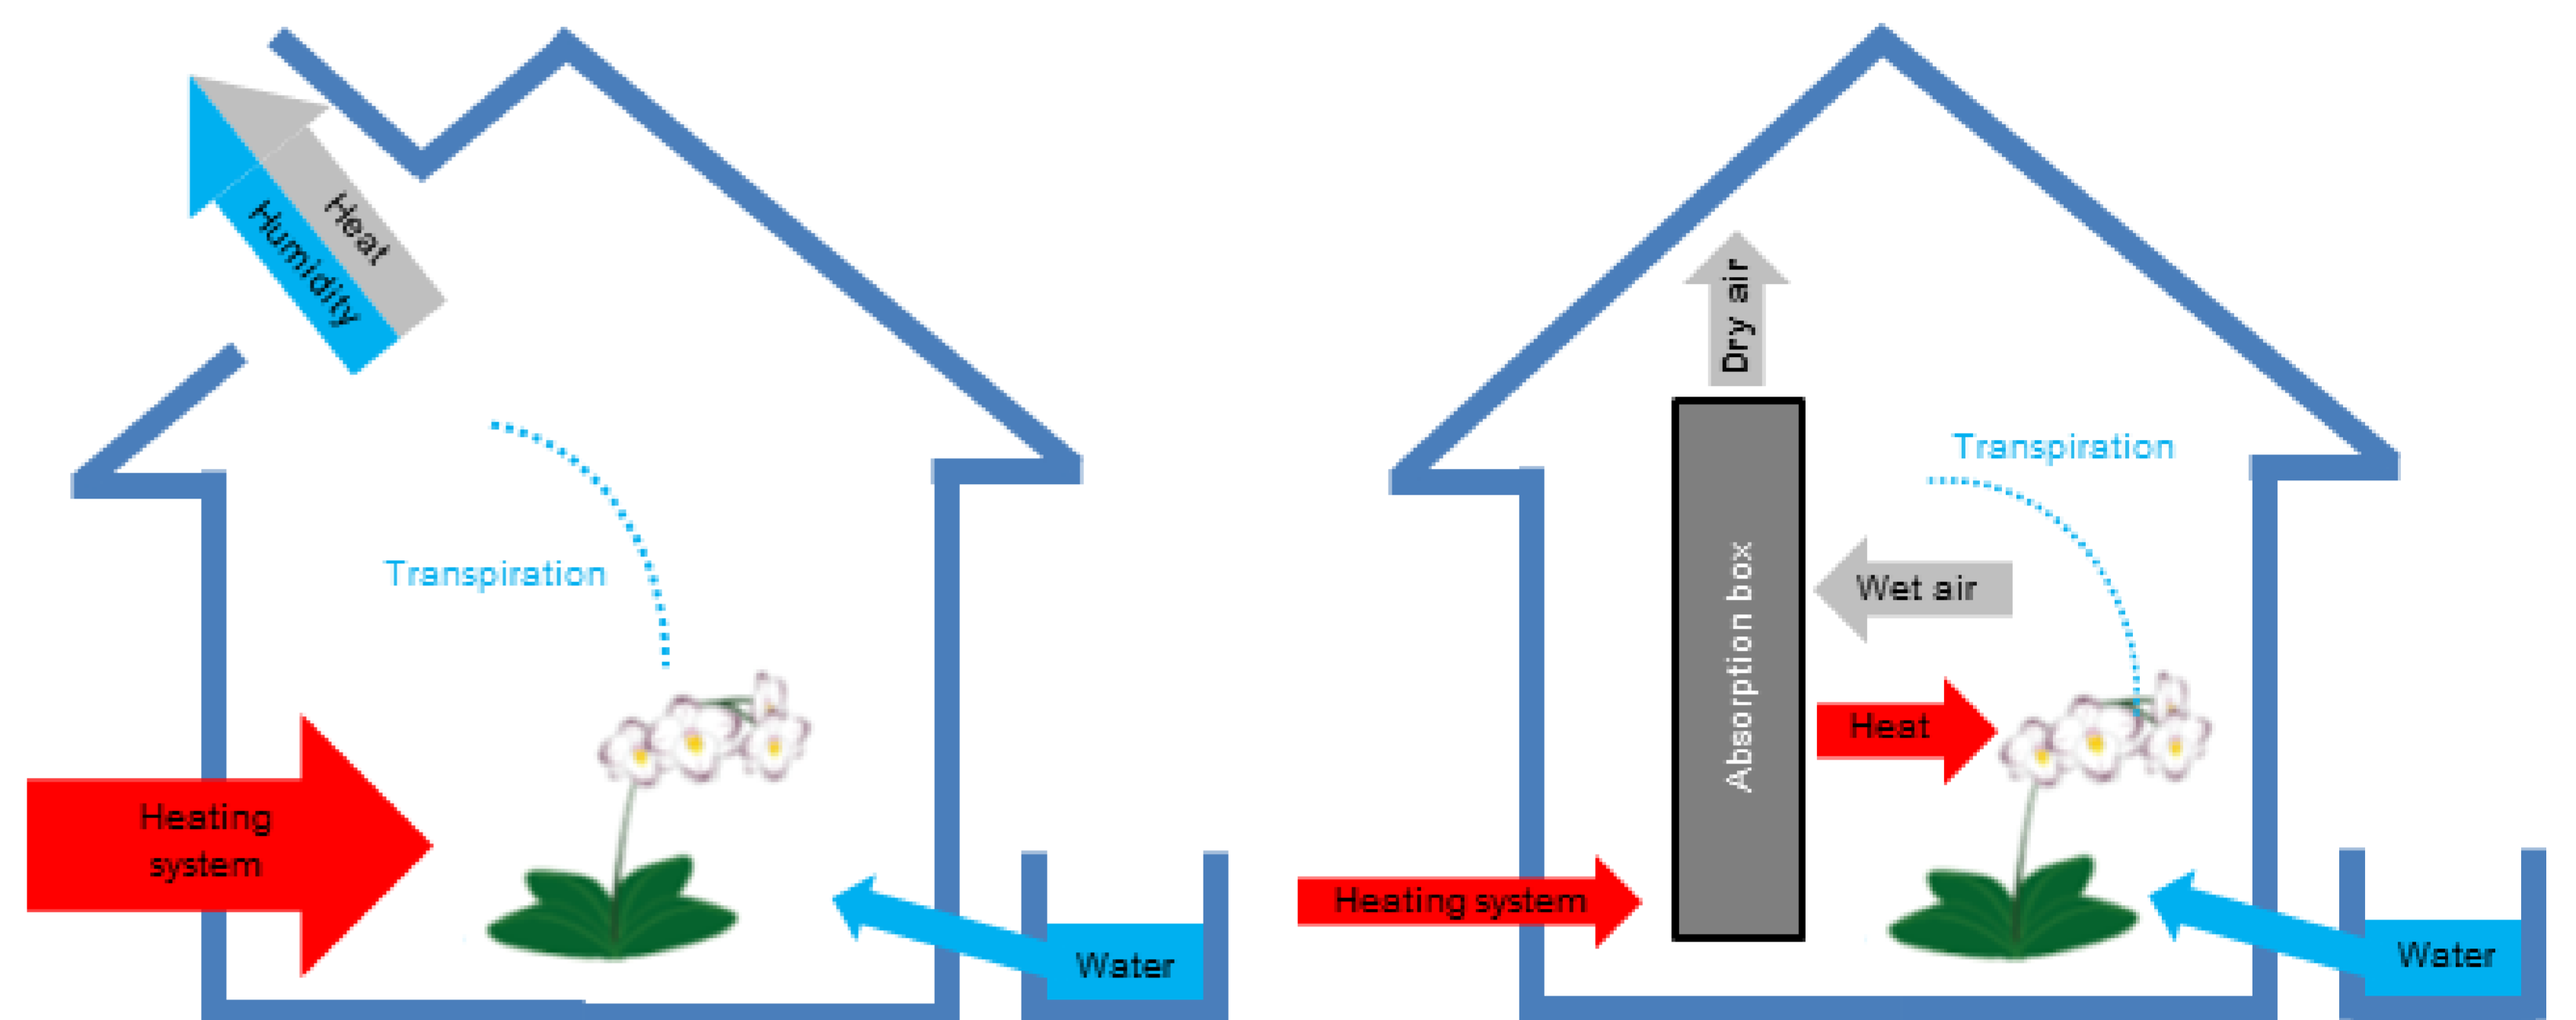 Heat
Humidity
Transpiration
Heating
system
Water
Dry air
Transpiration
Absorption box
Wet air
Heat
Heating system
Water